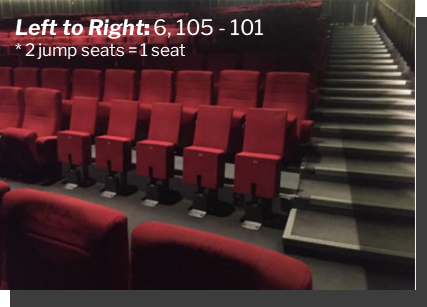 Left to Right: 6, 105 - 101
* 2 jump seats = 1 seat